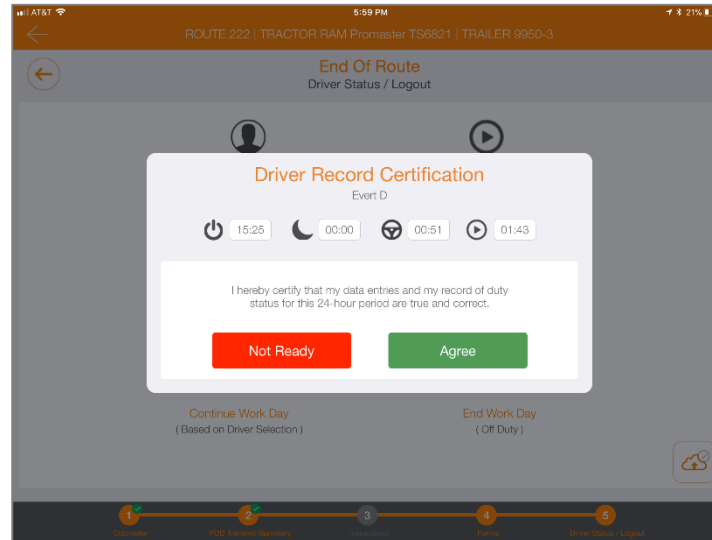 AT&T
5:59 PM
21%
ROUTE 222 | TRACTOR RAM Promaster TS6821 | TRAILER 9950-3
End Of Route
Driver Status / Logout
Driver Record Certification
Evert D
15:25
00:00
00:51
01:43
I hereby certify that my data entries and my record of duty
status for this 24-hour period are true and correct.
Not Ready
Agree
Continue Work Day
End Work Day
( Based on Driver Selection )
( Off Duty )
1
2
3
4
5
Odometer
POD Transmit Summary
Inspections
Forms
Driver Status / Logout